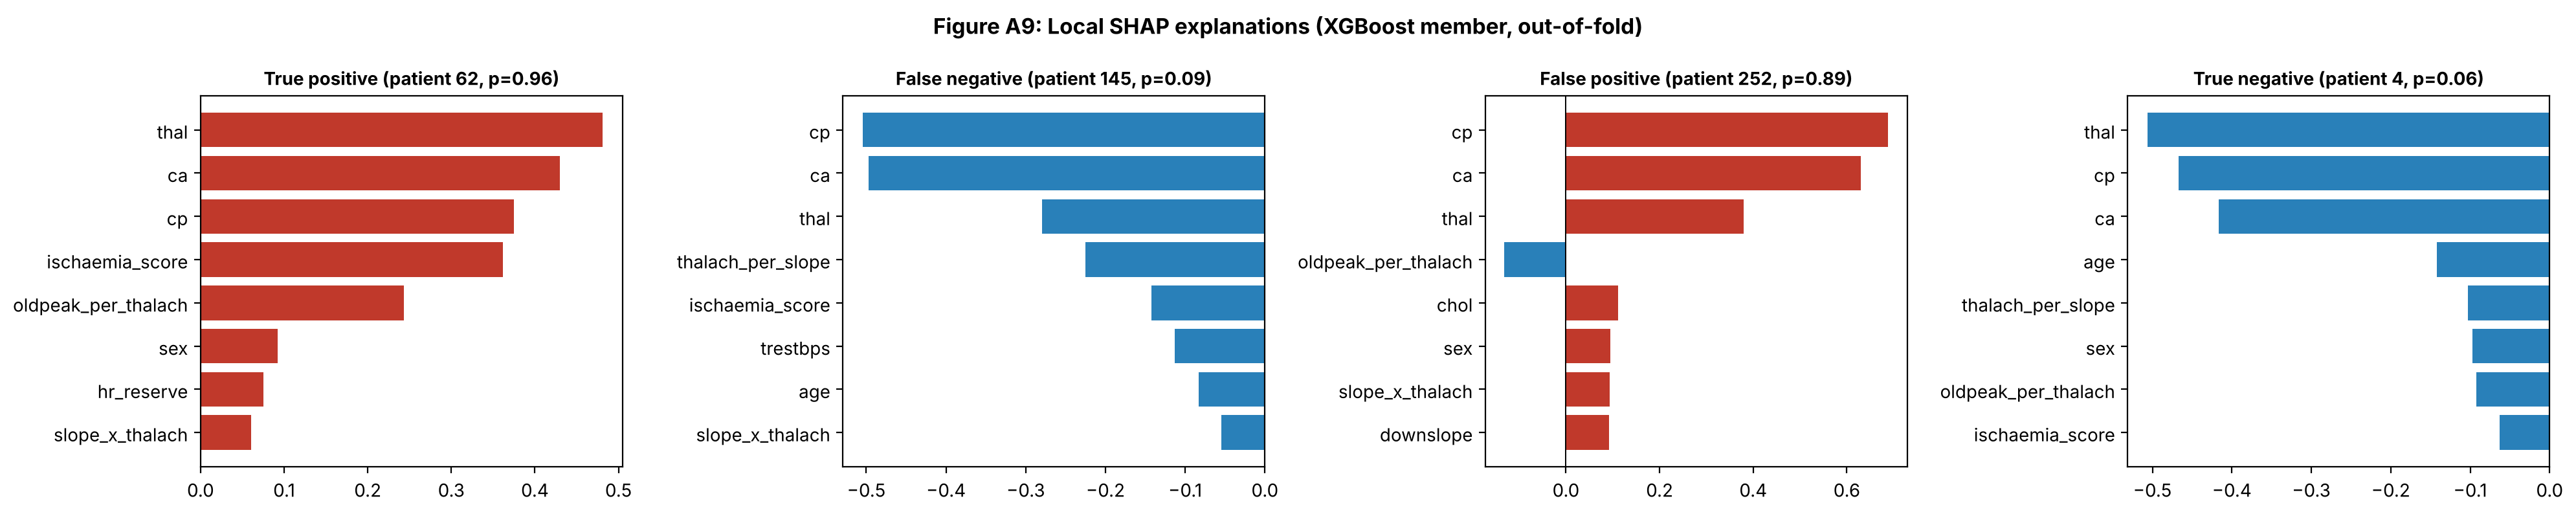 Figure A9: Local SHAP explanations (XGBoost member, out-of-fold)
True positive (patient 62, p=0.96)
thal
ca
cp
ischaemia_score
oldpeak_per_thalach
sex
hr_reserve
slope_x_thalach
0.0 0.1 0.2 0.3 0.4 0.5
False negative (patient 145, p=0.09)
cp
ca
thal
thalach_per_slope
ischaemia_score
trestbps
age
slope_x_thalach
−0.5 −0.4 −0.3 −0.2 −0.1 0.0
False positive (patient 252, p=0.89)
cp
ca
thal
oldpeak_per_thalach
chol
sex
slope_x_thalach
downslope
0.0 0.2 0.4 0.6
True negative (patient 4, p=0.06)
thal
cp
ca
age
thalach_per_slope
sex
oldpeak_per_thalach
ischaemia_score
−0.5 −0.4 −0.3 −0.2 −0.1 0.0